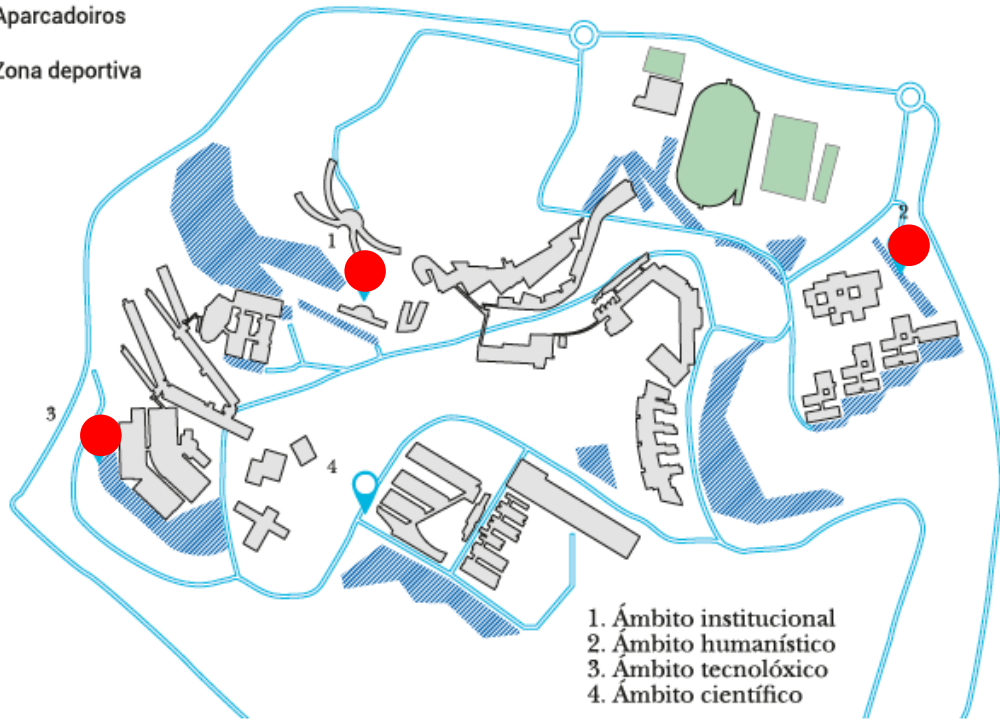 Aparcadoiros
Zona deportiva
1
2
3
4
1. Ámbito institucional
2. Ámbito humanístico
3. Ámbito tecnolóxico
4. Ámbito científico